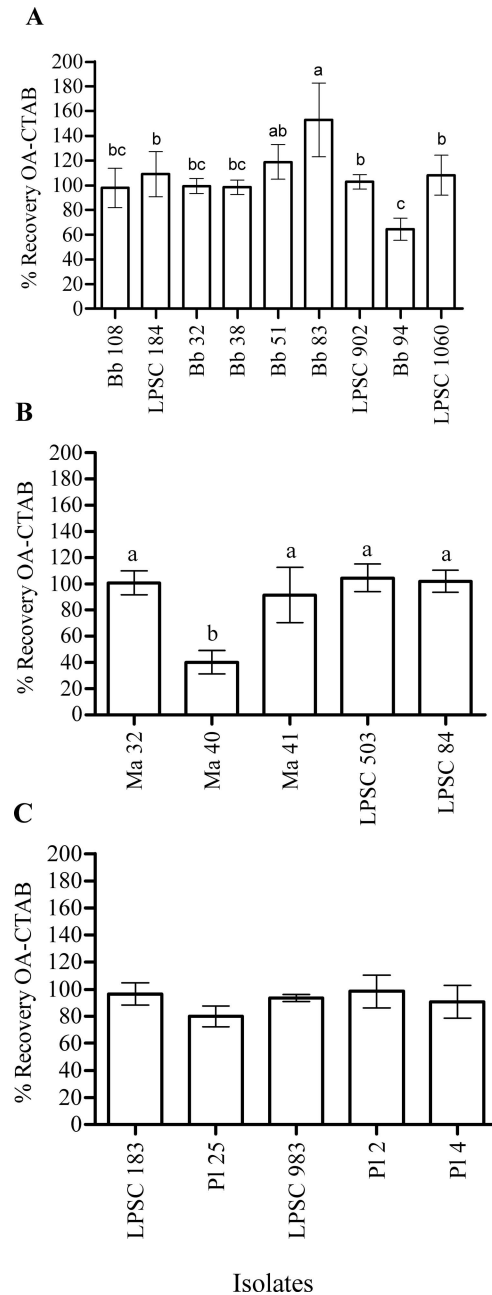 A
% Recovery OA-CTAB
200
180
160
140
120
100
80
60
40
20
0
bc
b
bc
bc
ab
a
b
c
b
Bb 108
LPSC 184
Bb 32
Bb 38
Bb 51
Bb 83
LPSC 902
Bb 94
LPSC 1060
B
% Recovery OA-CTAB
200
180
160
140
120
100
80
60
40
20
0
a
b
a
a
a
Ma 32
Ma 40
Ma 41
LPSC 503
LPSC 84
C
% Recovery OA-CTAB
200
180
160
140
120
100
80
60
40
20
0
LPSC 183
Pl 25
LPSC 983
Pl 2
Pl 4
Isolates